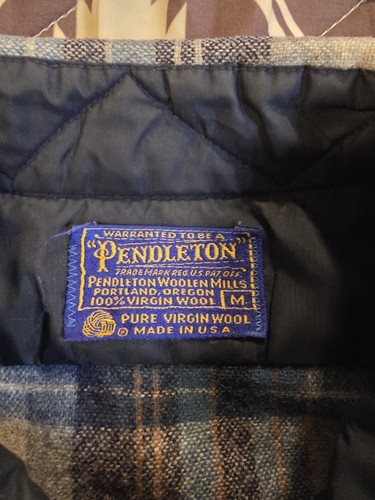 WARRANTED TO BE A
"PENDLETON"
TRADE MARK REG. U.S. PAT. OFF.
PENDLETON WOOLEN MILLS
PORTLAND, OREGON
100% VIRGIN WOOL M
PURE VIRGIN WOOL
® MADE IN U.S.A.